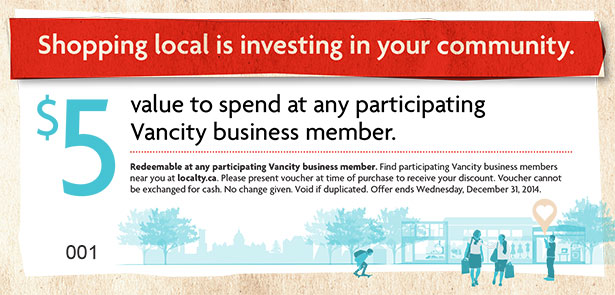 Shopping local is investing in your community.
$5
value to spend at any participating
Vancity business member.
Redeemable at any participating Vancity business member. Find participating Vancity business members
near you at localty.ca. Please present voucher at time of purchase to receive your discount. Voucher cannot
be exchanged for cash. No change given. Void if duplicated. Offer ends Wednesday, December 31, 2014.
001